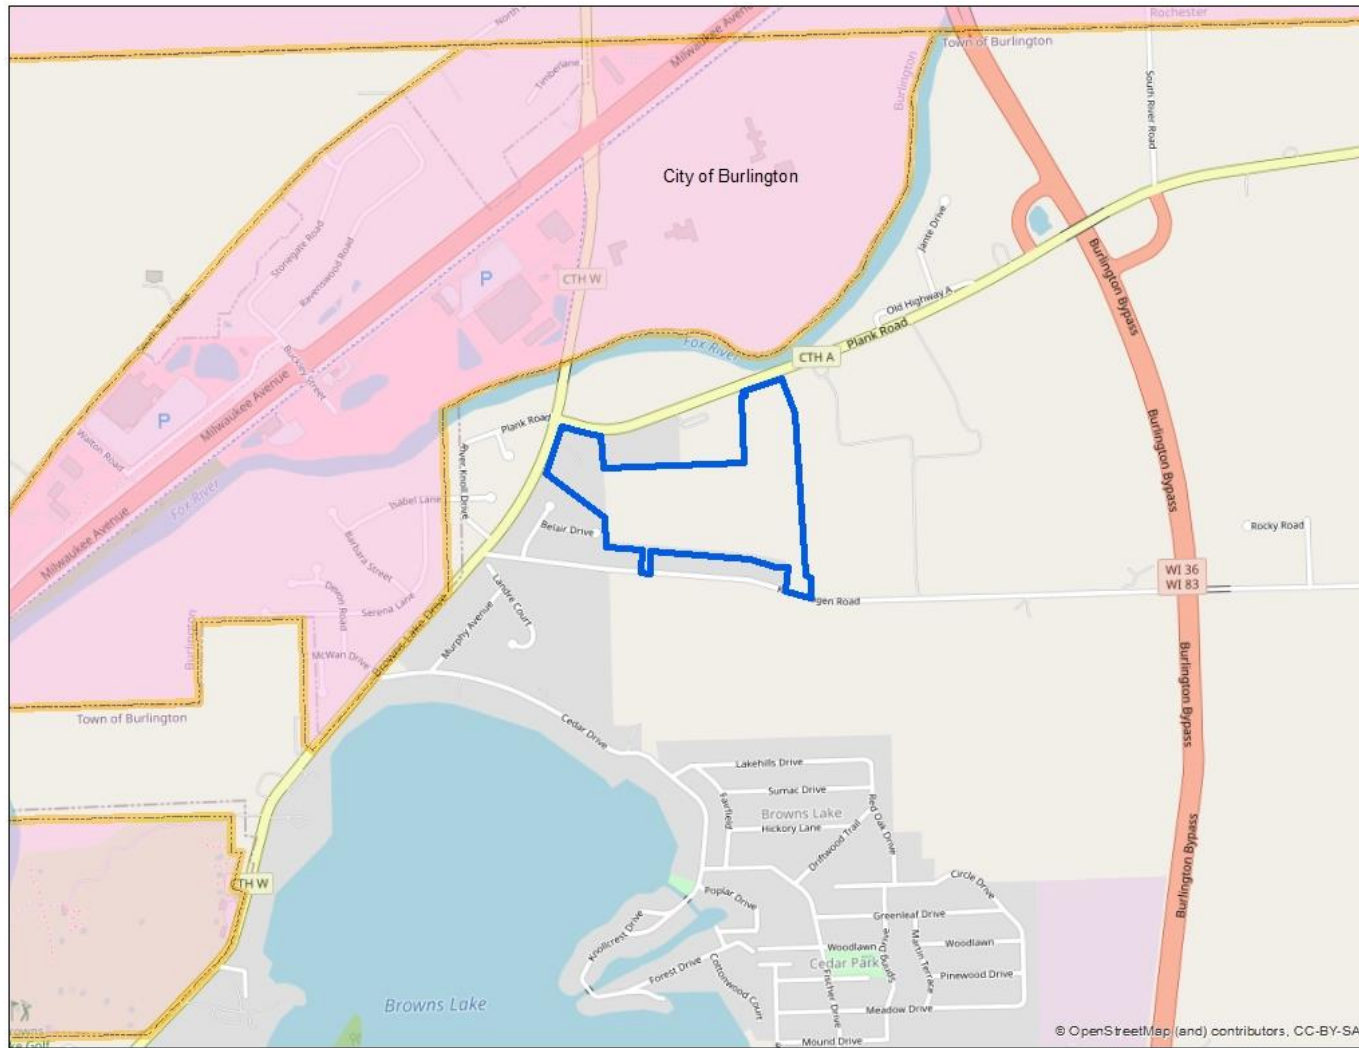 Rochester
Milwaukee Avenue
Timberlane
Burlington
Town of Burlington
South River Road
City of Burlington
Jante Drive
Stonegate Road
Ravenswood Road
P
CTH W
Burlington Bypass
Old Highway A
Plank Road
Fox River
CTH A
Buckley Street
P
Milwaukee Avenue
Walton Road
Plank Road
River Knoll Drive
Burlington Bypass
Fox River
Isabel Lane
Belair Drive
Rocky Road
Milwaukee Avenue
Barbara Street
WI 36
WI 83
Dillon Road
Serena Lane
Landre Court
gen Road
Burlington
Browns Lake Drive
Murphy Avenue
McWan Drive
Burlington Bypass
Town of Burlington
Cedar Drive
Lakehills Drive
Sumac Drive
Fairfield
Browns Lake
Red Oak Drive
Hickory Lane
Driftwood Trail
Burlington Bypass
CTH W
Circle Drive
Poplar Drive
Greenleaf Drive
Knollcrest Drive
Woodlawn
Martin Terrace
Woodlawn
Cedar Park
Forest Drive
Cottonwood Court
Fischer Drive
Pinewood Drive
Browns Lake
Meadow Drive
Mound Drive
© OpenStreetMap (and) contributors, CC-BY-SA